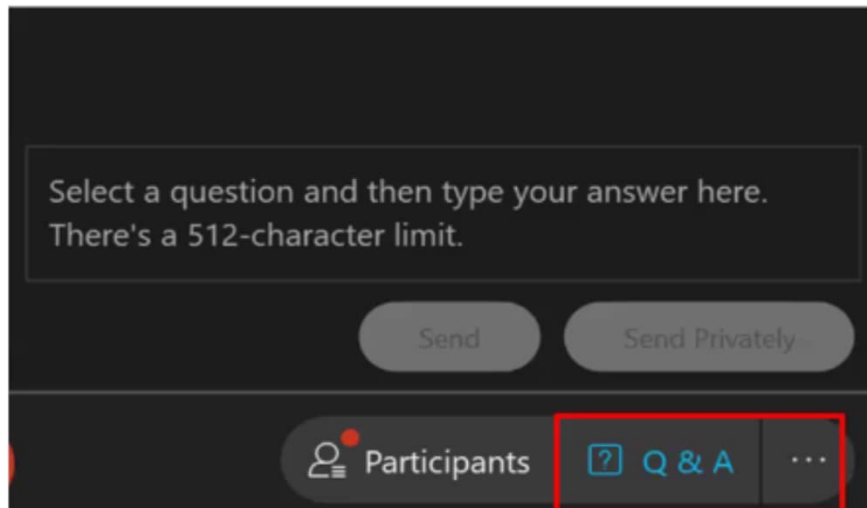 Select a question and then type your answer here.
There's a 512-character limit.
Send Send Privately
Participants ? Q & A ...